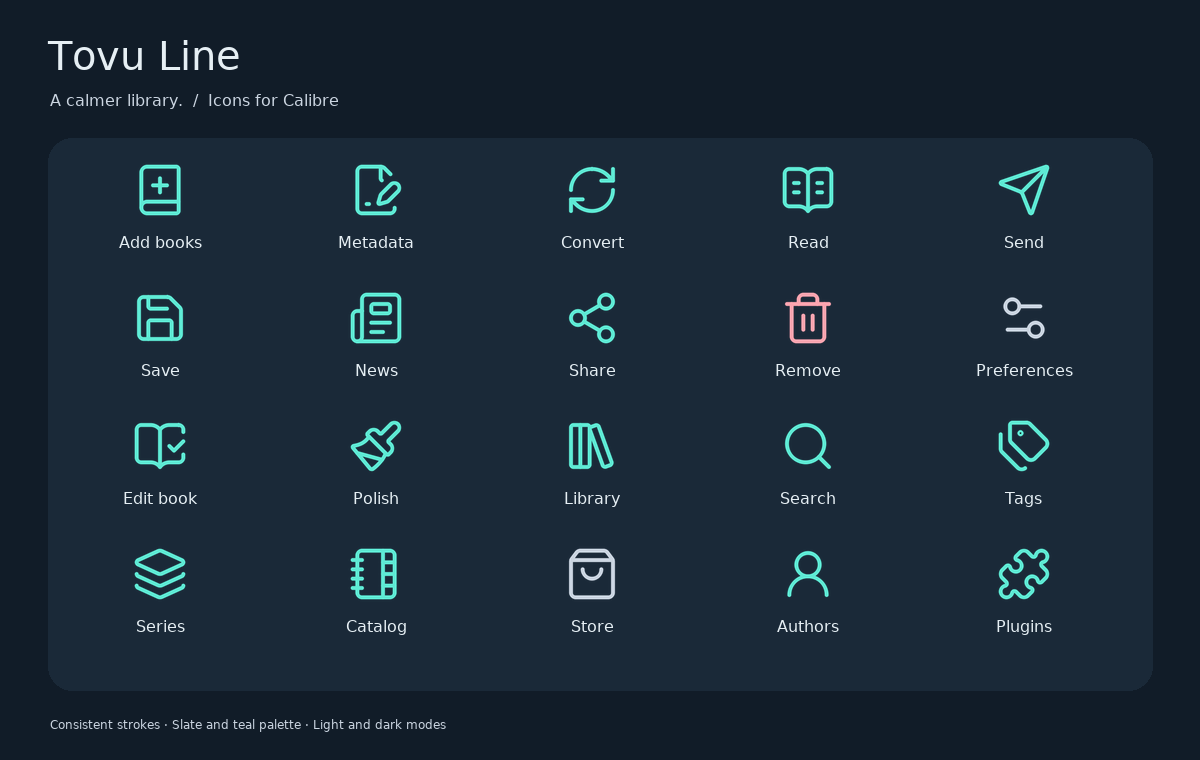 Tovu Line
A calmer library. / Icons for Calibre
Add books
Metadata
Convert
Read
Send
Save
News
Share
Remove
Preferences
Edit book
Polish
Library
Search
Tags
Series
Catalog
Store
Authors
Plugins
Consistent strokes · Slate and teal palette · Light and dark modes